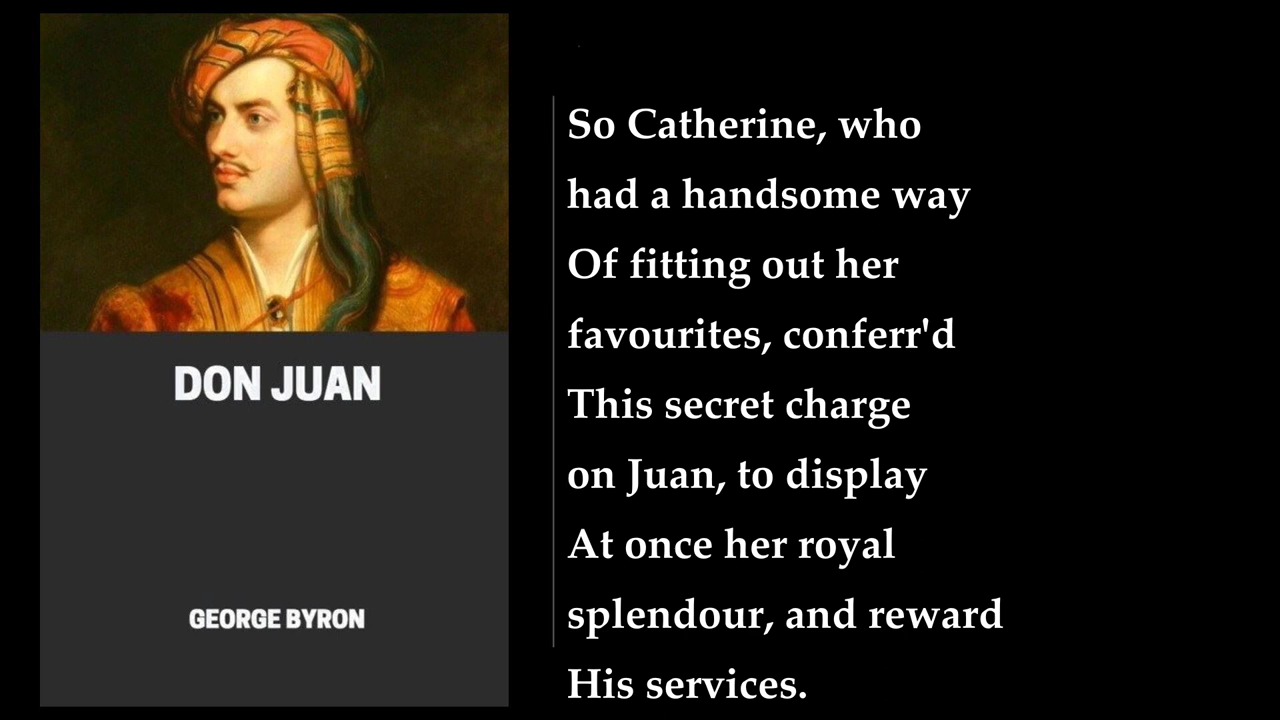 DON JUAN
GEORGE BYRON
So Catherine, who
had a handsome way
Of fitting out her
favourites, conferr'd
This secret charge
on Juan, to display
At once her royal
splendour, and reward
His services.